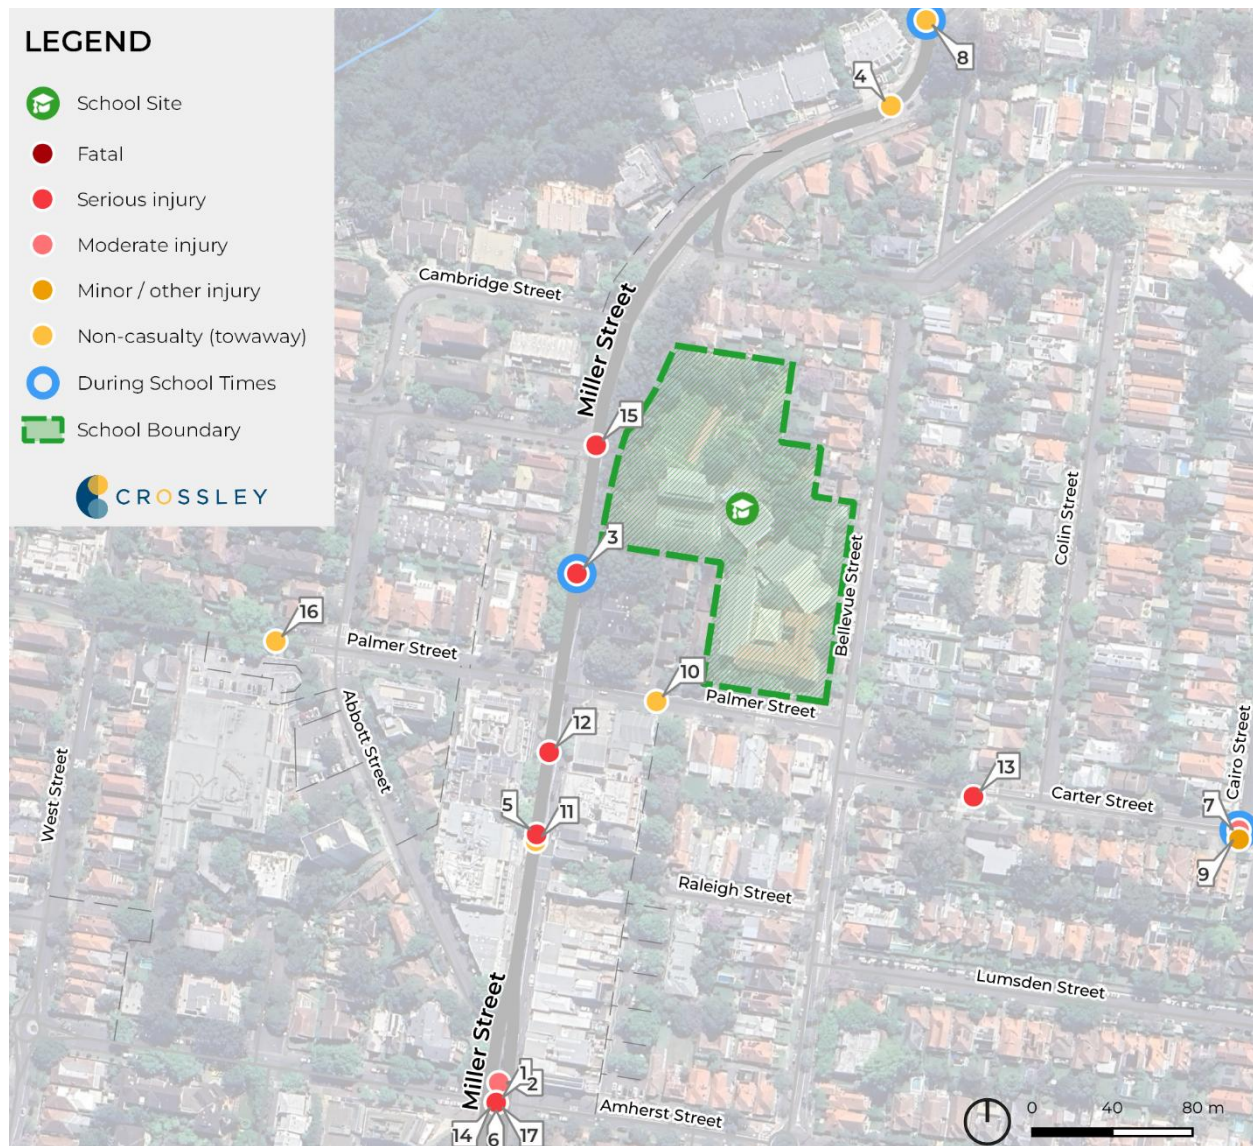 LEGEND
School Site
Fatal
Serious injury
Moderate injury
Minor / other injury
Non-casualty (towaway)
During School Times
School Boundary
CROSSLEY
8
4
Cambridge Street
Miller Street
15
3
Colin Street
Bellevue Street
16
Palmer Street
10
Palmer Street
Abbott Street
12
West Street
13
Cairo Street
Carter Street
5
11
7
9
Raleigh Street
Lumsden Street
Miller Street
1
2
Amherst Street
14
6
17
0 40 80 m